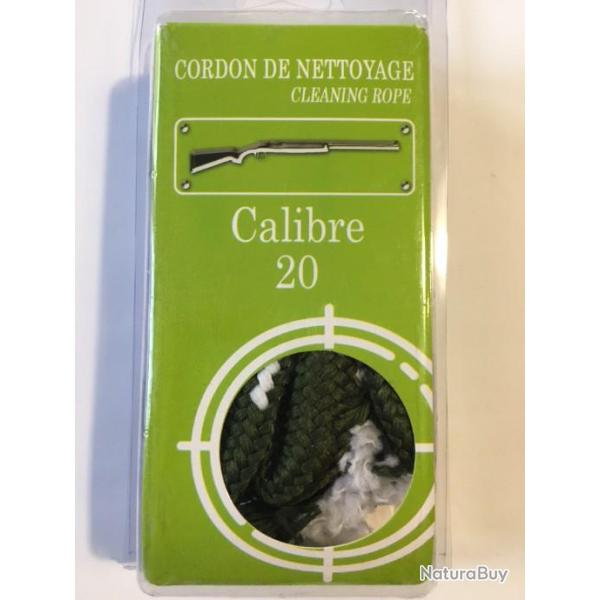 CORDON DE NETTOYAGE
CLEANING ROPE
Calibre
20
NaturaBuy